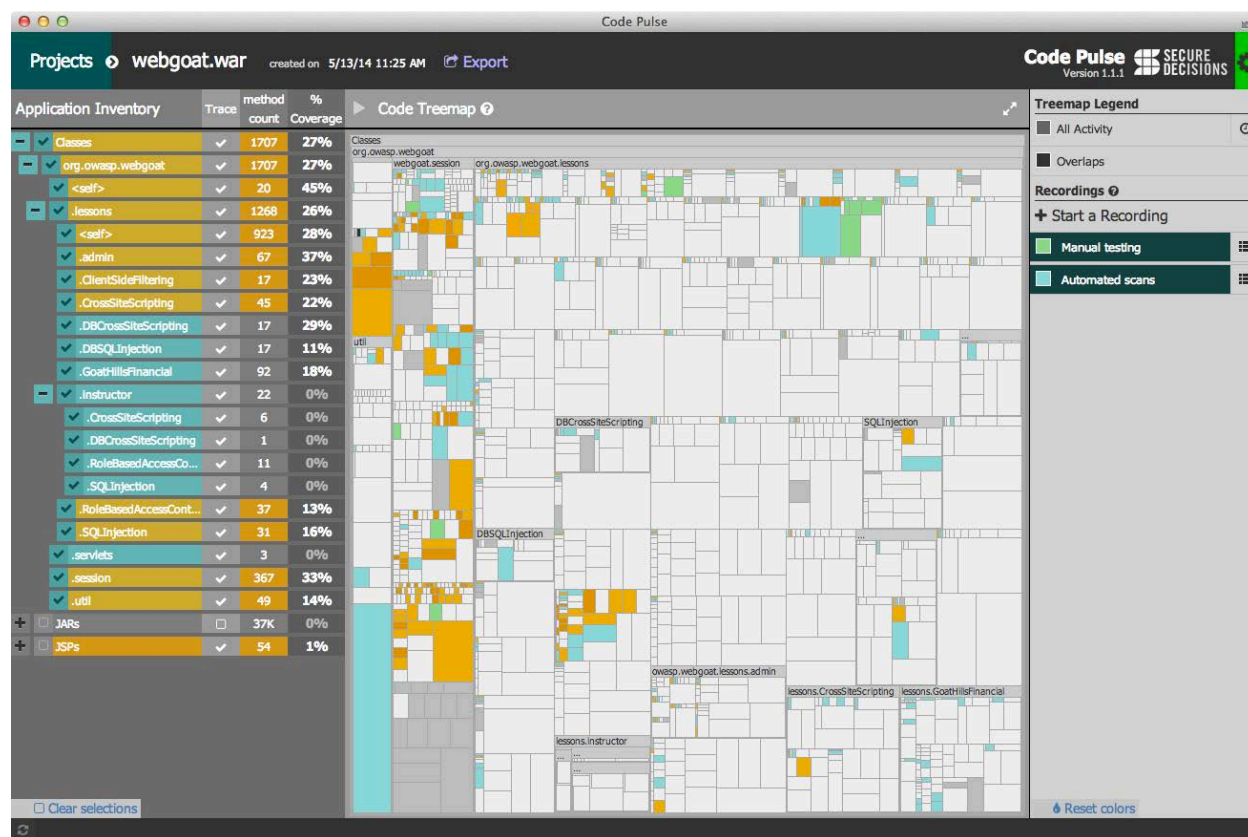 Code Pulse
Projects webgoat.war created on 5/13/14 11:25 AM Export
Code Pulse
Version 1.1.1
SECURE
DECISIONS
Application Inventory Trace method count % Coverage
Classes 1707 27%
org.owasp.webgoat 1707 27%
<self> 20 45%
.lessons 1268 26%
<self> 923 28%
.admin 67 37%
.ClientSideFiltering 17 23%
.CrossSiteScripting 45 22%
.DBCrossSiteScripting 17 29%
.DBSQLInjection 17 11%
.GoatHillsFinancial 92 18%
.instructor 22 0%
.CrossSiteScripting 6 0%
.DBCrossSiteScripting 1 0%
.RoleBasedAccessCo... 11 0%
.SQLInjection 4 0%
.RoleBasedAccessCont... 37 13%
.SQLInjection 31 16%
.servlets 3 0%
.session 367 33%
.util 49 14%
JARs 37K 0%
JSPs 54 1%
Clear selections
Code Treemap
Classes
org.owasp.webgoat
webgoat.session org.owasp.webgoat.lessons
util
...
DBCrossSiteScripting
SQLInjection
DBSQLInjection
...
owasp.webgoat.lessons.admin
lessons.CrossSiteScripting lessons.GoatHillsFinancial
lessons.instructor
...
...
Treemap Legend
All Activity
Overlaps
Recordings
+ Start a Recording
Manual testing
Automated scans
Reset colors